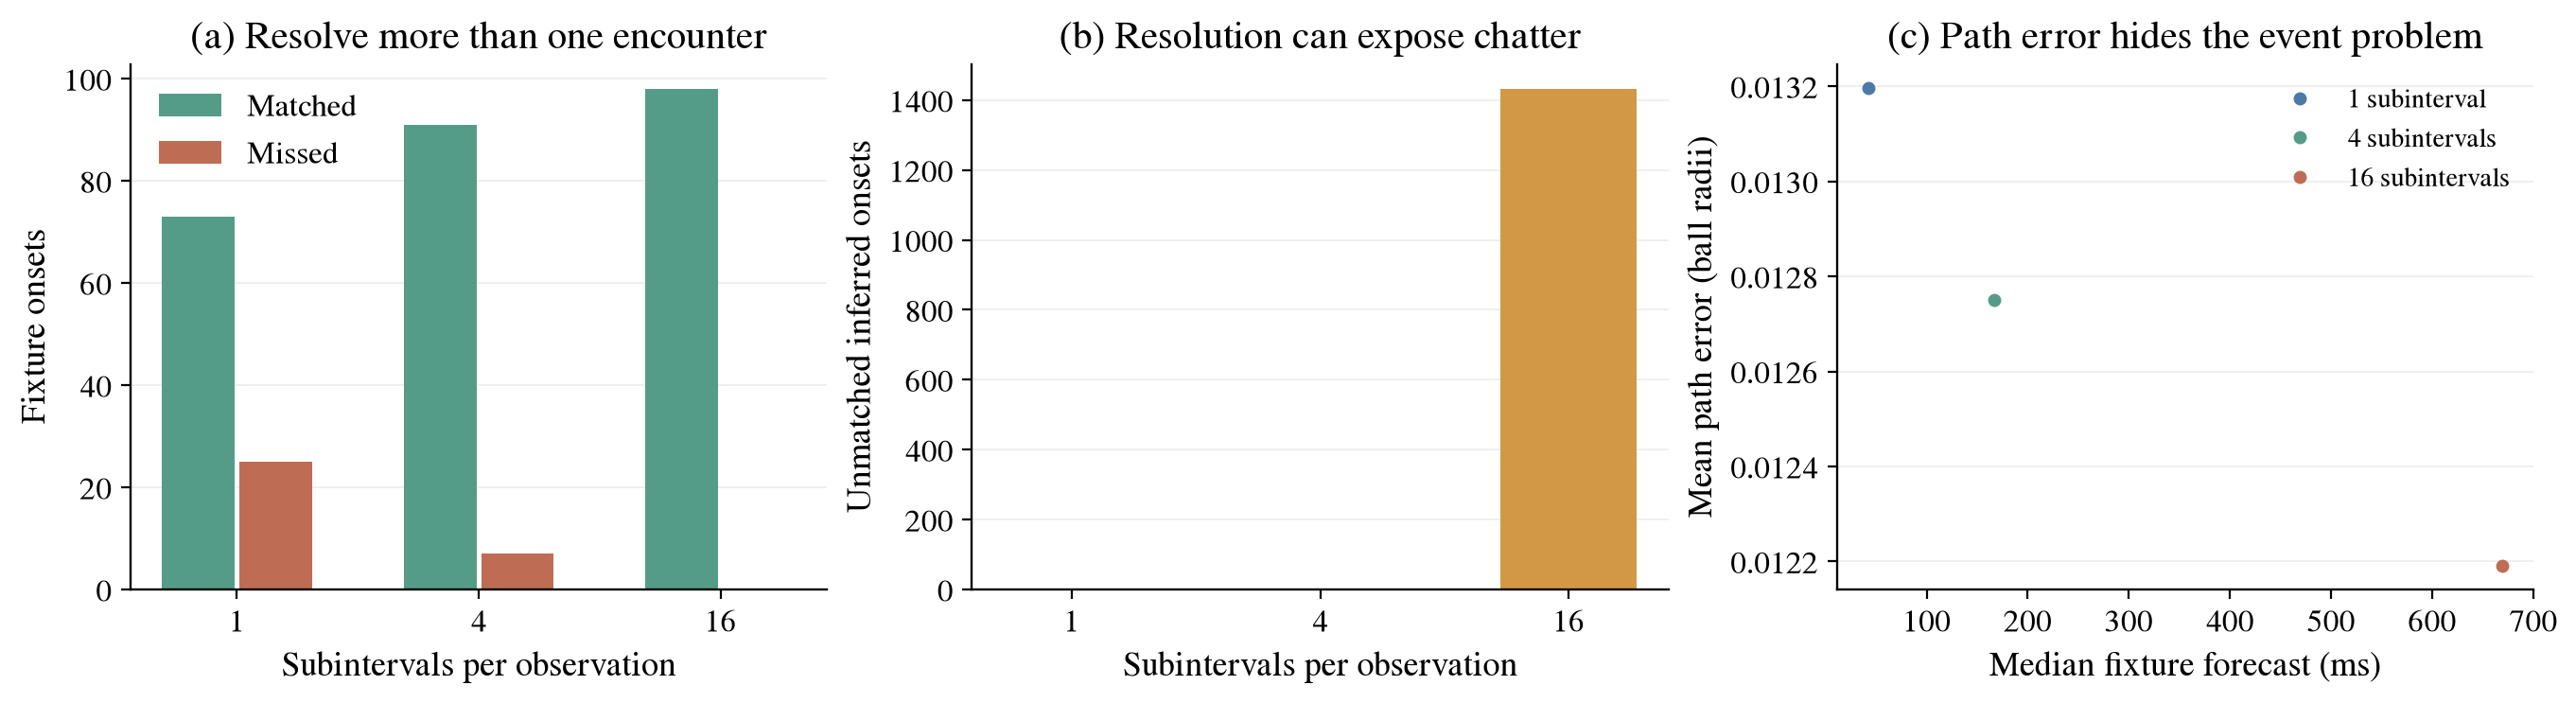 (a) Resolve more than one encounter
Fixture onsets
100
80
60
40
20
0
Matched
Missed
1
4
16
Subintervals per observation
(b) Resolution can expose chatter
Unmatched inferred onsets
1400
1200
1000
800
600
400
200
0
1
4
16
Subintervals per observation
(c) Path error hides the event problem
Mean path error (ball radii)
0.0132
0.0130
0.0128
0.0126
0.0124
0.0122
1 subinterval
4 subintervals
16 subintervals
100
200
300
400
500
600
700
Median fixture forecast (ms)